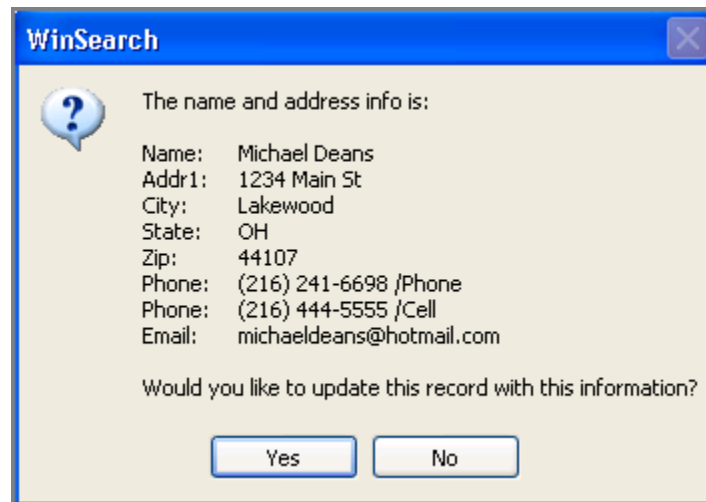 WinSearch
The name and address info is:
Name: Michael Deans
Addr1: 1234 Main St
City: Lakewood
State: OH
Zip: 44107
Phone: (216) 241-6698 /Phone
Phone: (216) 444-5555 /Cell
Email: michaeldeans@hotmail.com
Would you like to update this record with this information?
Yes No